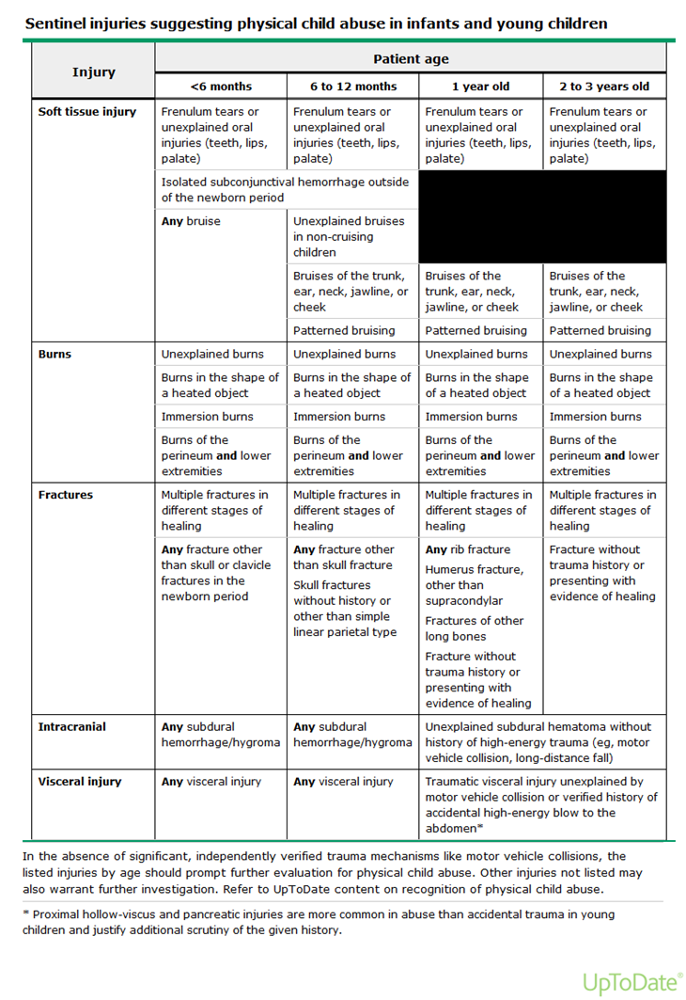 Sentinel injuries suggesting physical child abuse in infants and young children
Injury
Patient age
<6 months
6 to 12 months
1 year old
2 to 3 years old
Soft tissue injury
Frenulum tears or
unexplained oral
injuries (teeth, lips,
palate)
Frenulum tears or
unexplained oral
injuries (teeth, lips,
palate)
Frenulum tears or
unexplained oral
injuries (teeth, lips,
palate)
Frenulum tears or
unexplained oral
injuries (teeth, lips,
palate)
Isolated subconjunctival hemorrhage outside
of the newborn period
Any bruise
Unexplained bruises
in non-cruising
children
Bruises of the trunk,
ear, neck, jawline, or
cheek
Bruises of the
trunk, ear, neck,
jawline, or cheek
Bruises of the
trunk, ear, neck,
jawline, or cheek
Patterned bruising
Patterned bruising
Patterned bruising
Burns
Unexplained burns
Unexplained burns
Unexplained burns
Unexplained burns
Burns in the shape of
a heated object
Burns in the shape of
a heated object
Burns in the shape
of a heated object
Burns in the shape
of a heated object
Immersion burns
Immersion burns
Immersion burns
Immersion burns
Burns of the
perineum and lower
extremities
Burns of the
perineum and lower
extremities
Burns of the
perineum and lower
extremities
Burns of the
perineum and lower
extremities
Fractures
Multiple fractures in
different stages of
healing
Multiple fractures in
different stages of
healing
Multiple fractures in
different stages of
healing
Multiple fractures in
different stages of
healing
Any fracture other
than skull or clavicle
fractures in the
newborn period
Any fracture other
than skull fracture
Skull fractures
without history or
other than simple
linear parietal type
Any rib fracture
Humerus fracture,
other than
supracondylar
Fractures of other
long bones
Fracture without
trauma history or
presenting with
evidence of healing
Fracture without
trauma history or
presenting with
evidence of healing
Intracranial
Any subdural
hemorrhage/hygroma
Any subdural
hemorrhage/hygroma
Unexplained subdural hematoma without
history of high-energy trauma (eg, motor
vehicle collision, long-distance fall)
Visceral injury
Any visceral injury
Any visceral injury
Traumatic visceral injury unexplained by
motor vehicle collision or verified history of
accidental high-energy blow to the
abdomen*
In the absence of significant, independently verified trauma mechanisms like motor vehicle collisions, the
listed injuries by age should prompt further evaluation for physical child abuse. Other injuries not listed may
also warrant further investigation. Refer to UpToDate content on recognition of physical child abuse.
* Proximal hollow-viscus and pancreatic injuries are more common in abuse than accidental trauma in young
children and justify additional scrutiny of the given history.
UpToDate®